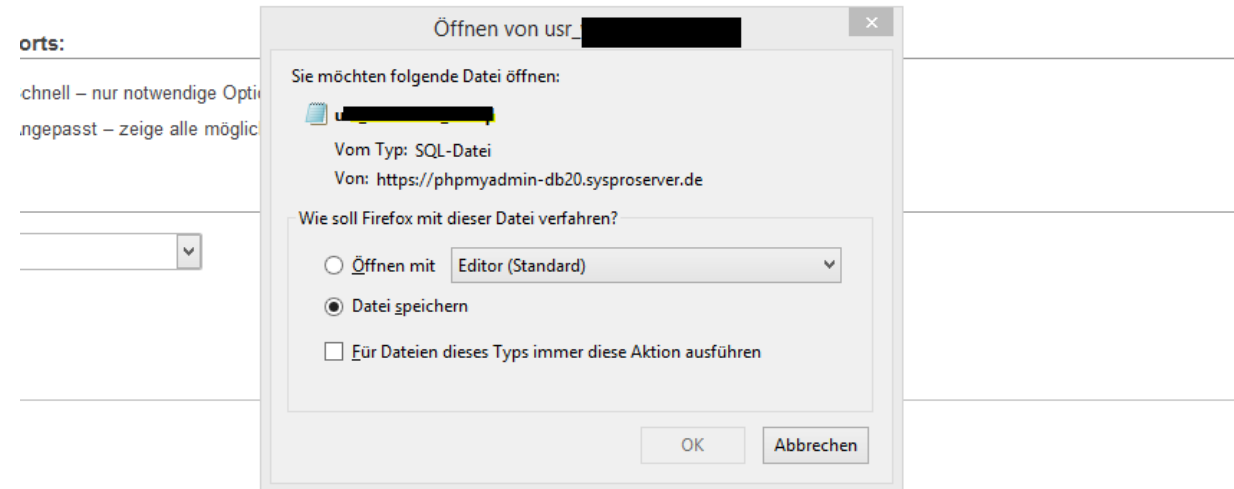 Öffnen von usr_
orts:
Sie möchten folgende Datei öffnen:
chnell – nur notwendige Optio
ngepasst – zeige alle möglic
Vom Typ: SQL-Datei
Von: https://phpmyadmin-db20.sysproserver.de
Wie soll Firefox mit dieser Datei verfahren?
Öffnen mit Editor (Standard)
Datei speichern
Für Dateien dieses Typs immer diese Aktion ausführen
OK Abbrechen